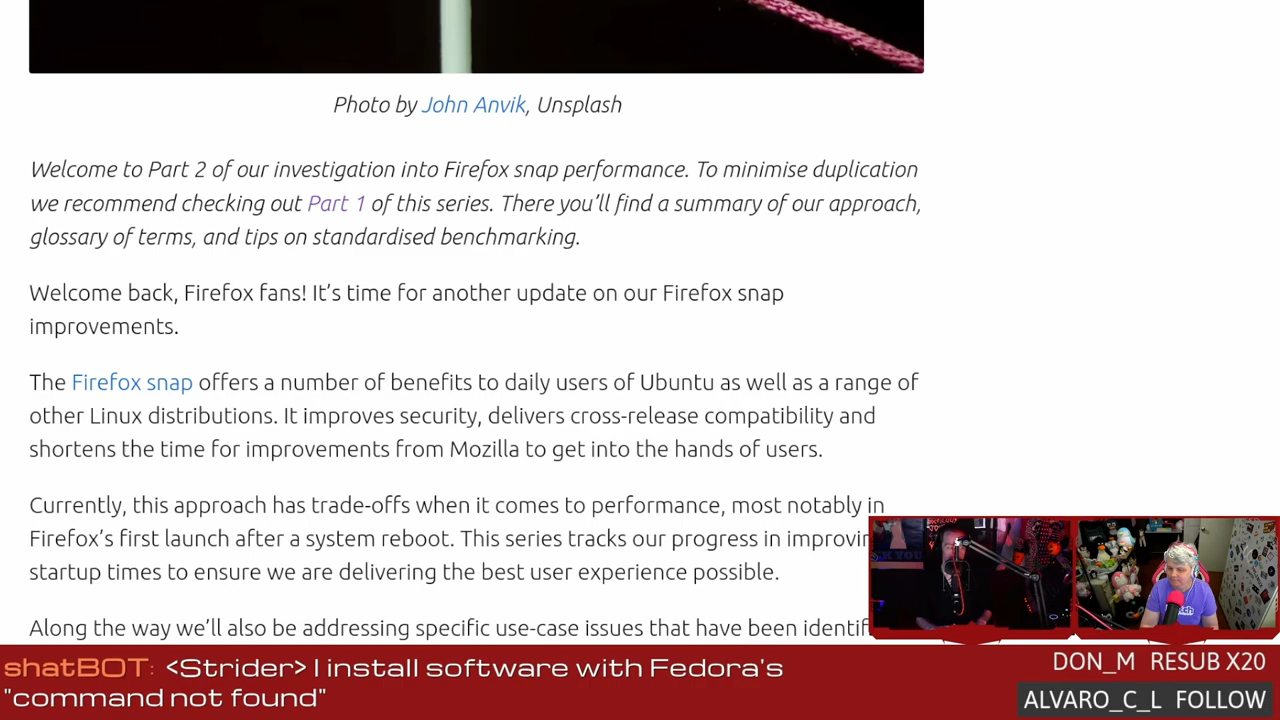 Photo by John Anvik, Unsplash
Welcome to Part 2 of our investigation into Firefox snap performance. To minimise duplication
we recommend checking out Part 1 of this series. There you'll find a summary of our approach,
glossary of terms, and tips on standardised benchmarking.
Welcome back, Firefox fans! It's time for another update on our Firefox snap
improvements.
The Firefox snap offers a number of benefits to daily users of Ubuntu as well as a range of
other Linux distributions. It improves security, delivers cross-release compatibility and
shortens the time for improvements from Mozilla to get into the hands of users.
Currently, this approach has trade-offs when it comes to performance, most notably in
Firefox's first launch after a system reboot. This series tracks our progress in improvin
startup times to ensure we are delivering the best user experience possible.
Along the way we'll also be addressing specific use-case issues that have been identif
shatBOT: <Strider> I install software with Fedora's
"command not found"
DON_M RESUB X20
ALVARO_C_L FOLLOW